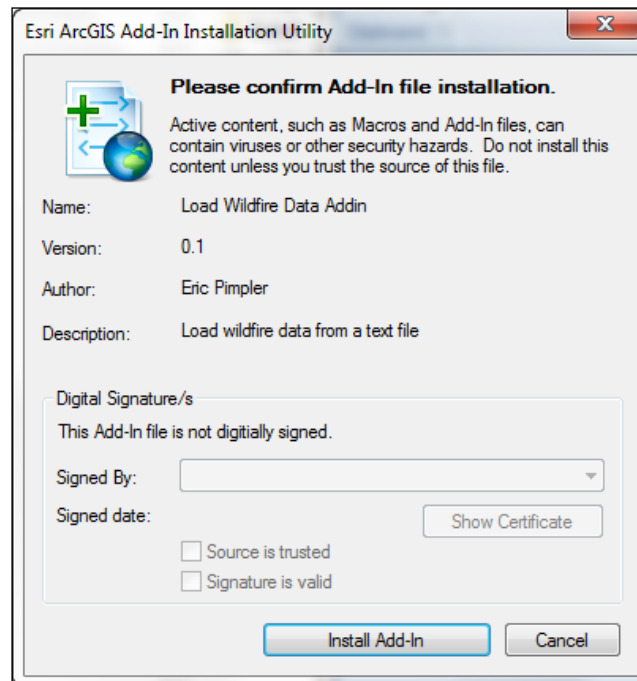 Esri ArcGIS Add-In Installation Utility
Please confirm Add-In file installation.
Active content, such as Macros and Add-In files, can
contain viruses or other security hazards. Do not install this
content unless you trust the source of this file.
Name: Load Wildfire Data Addin
Version: 0.1
Author: Eric Pimpler
Description: Load wildfire data from a text file
Digital Signature/s
This Add-In file is not digitially signed.
Signed By:
Signed date: Show Certificate
Source is trusted
Signature is valid
Install Add-In Cancel